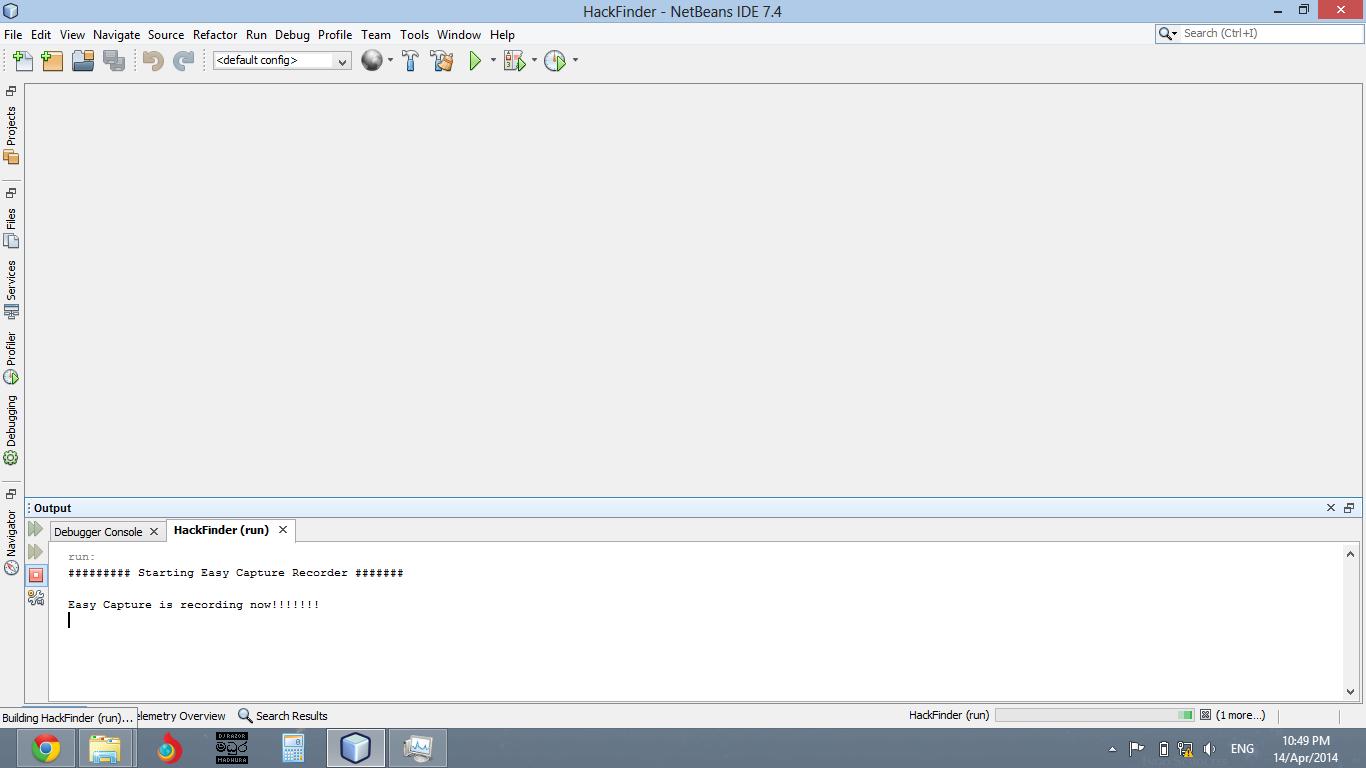 HackFinder - NetBeans IDE 7.4
File Edit View Navigate Source Refactor Run Debug Profile Team Tools Window Help
Search (Ctrl+I)
<default config>
Projects
Files
Services
Profiler
Debugging
Navigator
Output
Debugger Console
HackFinder (run)
run:
######### Starting Easy Capture Recorder #######
Easy Capture is recording now!!!!!!!
Building HackFinder (run)...
elemetry Overview
Search Results
HackFinder (run)
(1 more...)
D/RAZOR
මධුර
MADHURA
ENG
10:49 PM
14/Apr/2014